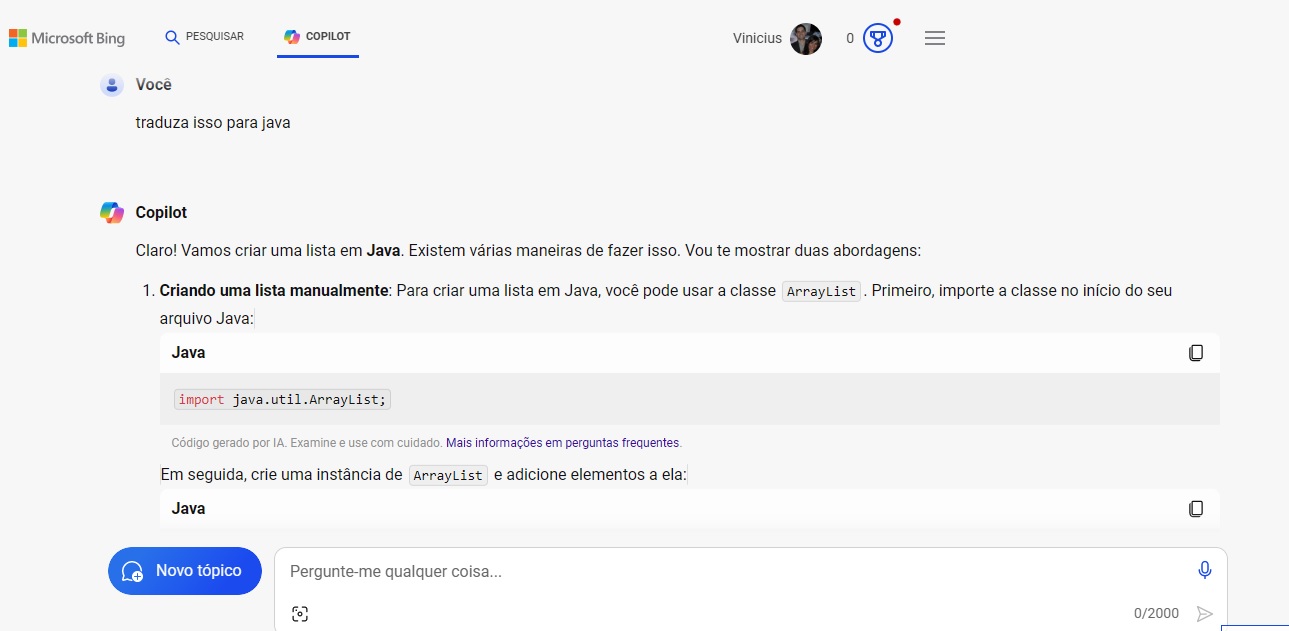 Microsoft Bing
PESQUISAR
COPILOT
Vinicius
0
Você
traduza isso para java
Copilot
Claro! Vamos criar uma lista em Java. Existem várias maneiras de fazer isso. Vou te mostrar duas abordagens:
1. Criando uma lista manualmente: Para criar uma lista em Java, você pode usar a classe ArrayList. Primeiro, importe a classe no início do seu
arquivo Java:
Java
import java.util.ArrayList;
Código gerado por IA. Examine e use com cuidado. Mais informações em perguntas frequentes.
Em seguida, crie uma instância de ArrayList e adicione elementos a ela:
Java
Novo tópico
Pergunte-me qualquer coisa...
0/2000